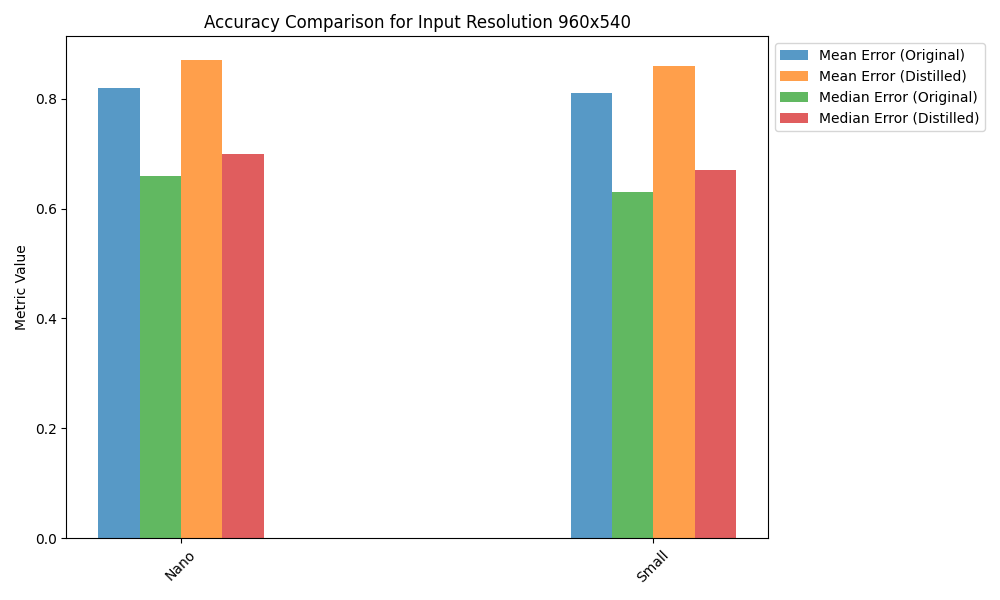 Accuracy Comparison for Input Resolution 960x540
Mean Error (Original)
Mean Error (Distilled)
Median Error (Original)
Median Error (Distilled)
Metric Value
0.8
0.6
0.4
0.2
0.0
Nano
Small